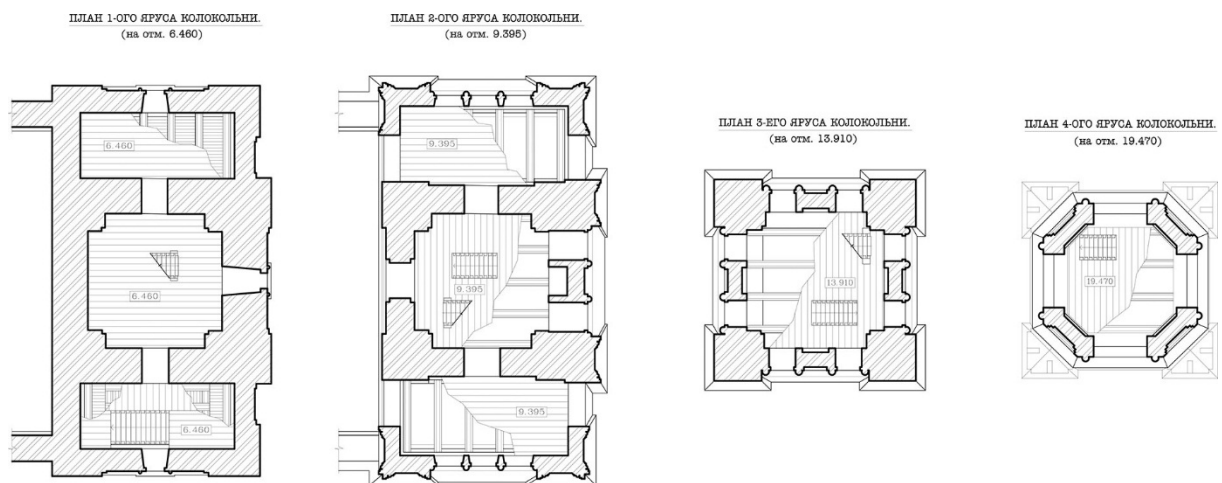 ПЛАН 1-ОГО ЯРУСА КОЛОКОЛЬНИ.
(на отм. 6.460)
6.460
6.460
6.460
ПЛАН 2-ОГО ЯРУСА КОЛОКОЛЬНИ.
(на отм. 9.395)
9.395
9.395
9.395
ПЛАН 3-ЕГО ЯРУСА КОЛОКОЛЬНИ.
(на отм. 13.910)
13.910
ПЛАН 4-ОГО ЯРУСА КОЛОКОЛЬНИ.
(на отм. 19.470)
19.470